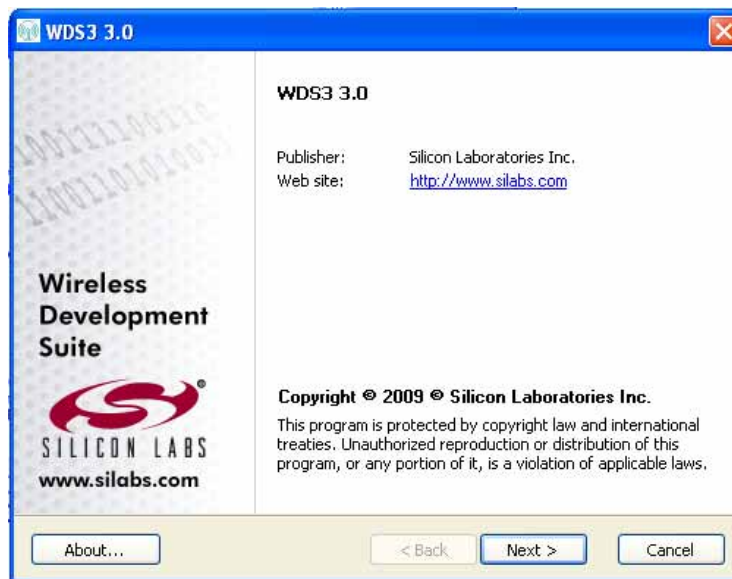 WDS3 3.0
WDS3 3.0
Publisher: Silicon Laboratories Inc.
Web site: http://www.silabs.com
100111100110
110011010100
Wireless
Development
Suite
SILICON LABS
www.silabs.com
Copyright © 2009 © Silicon Laboratories Inc.
This program is protected by copyright law and international
treaties. Unauthorized reproduction or distribution of this
program, or any portion of it, is a violation of applicable laws.
About... < Back Next > Cancel